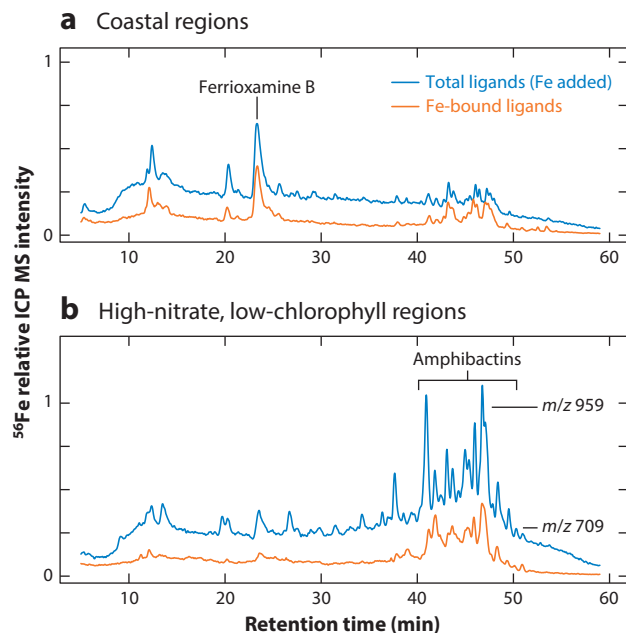 a Coastal regions
1
Ferrioxamine B
Total ligands (Fe added)
Fe-bound ligands
0
10 20 30 40 50 60
b High-nitrate, low-chlorophyll regions
Amphibactins
1
m/z 959
m/z 709
0
10 20 30 40 50 60
Retention time (min)
⁵⁶Fe relative ICP MS intensity